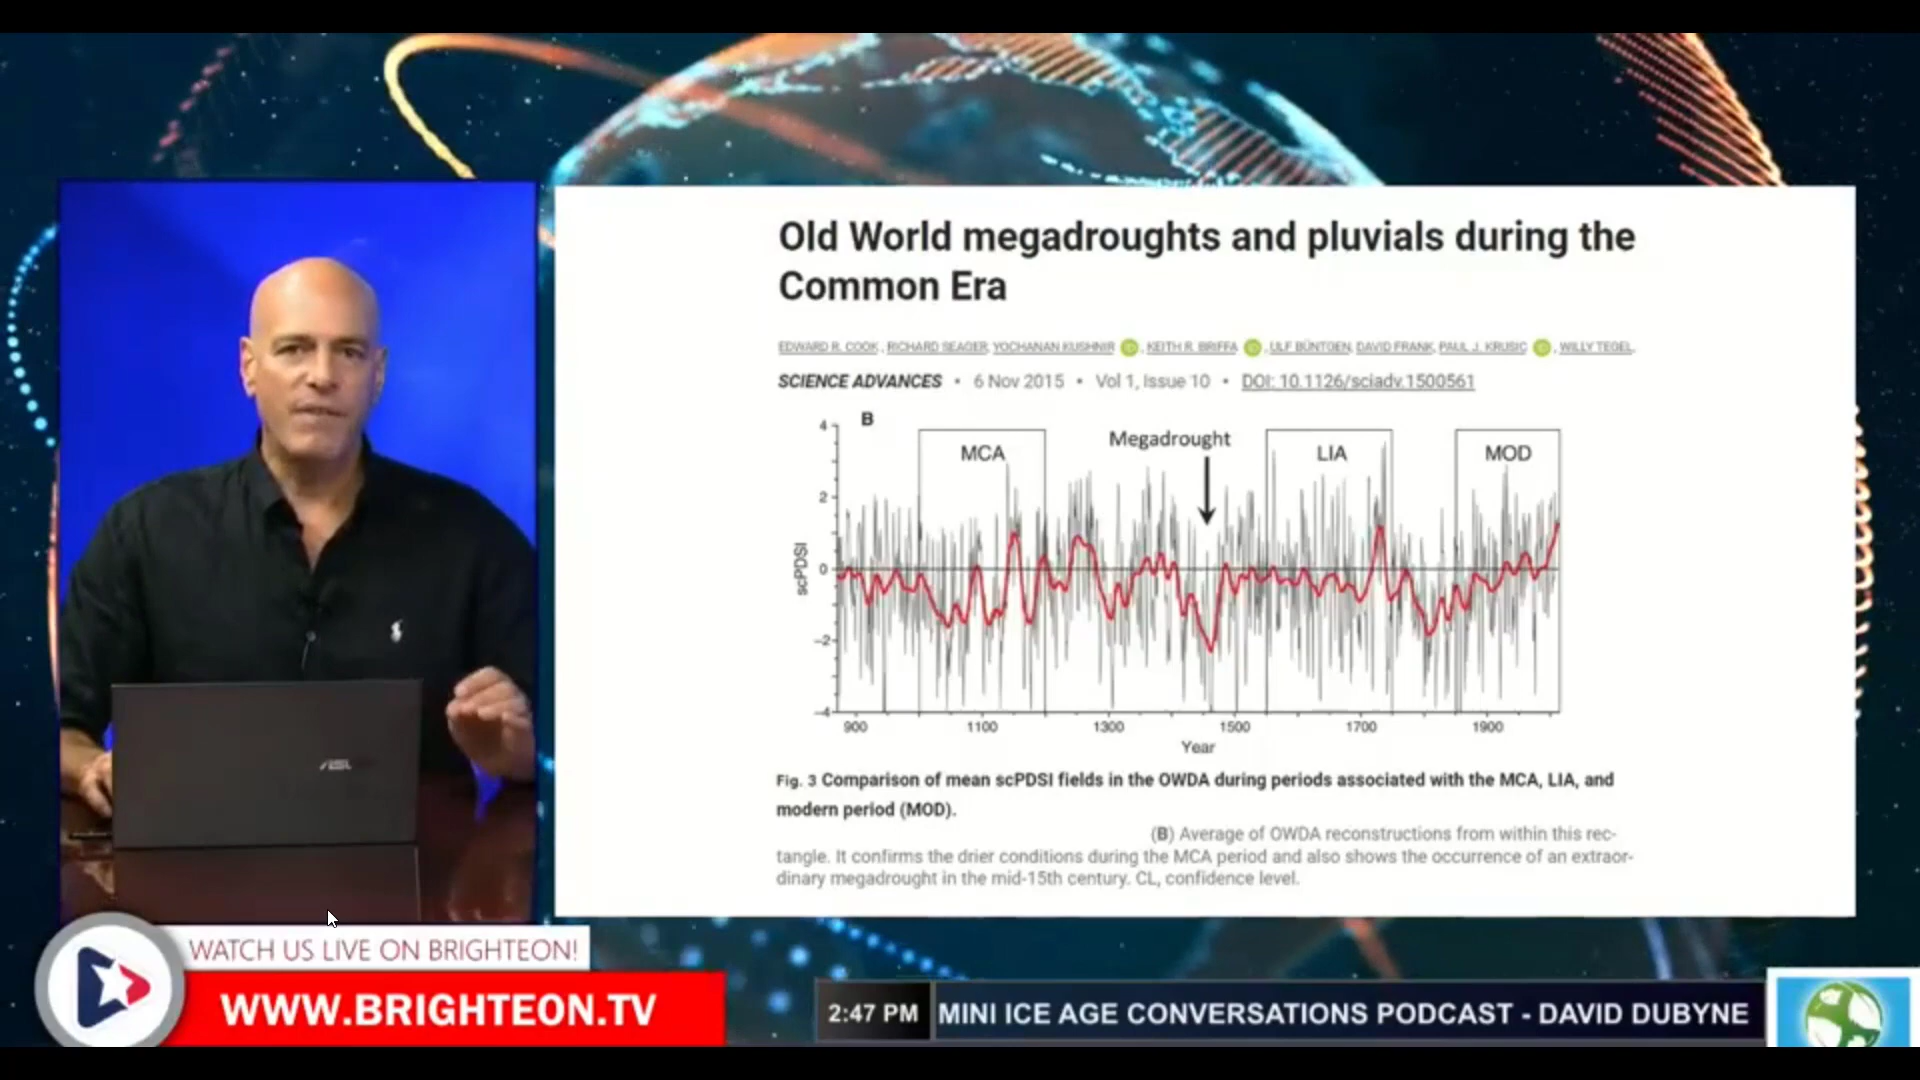 Old World megadroughts and pluvials during the
Common Era
EDWARD R. COOK, RICHARD SEAGER, YOCHANAN KUSHNIR, KEITH R. BRIFFA, ULF BÜNTGEN, DAVID FRANK, PAUL J. KRUSIC, WILLY TEGEL,
SCIENCE ADVANCES • 6 Nov 2015 • Vol 1, Issue 10 • DOI: 10.1126/sciadv.1500561
B
MCA
Megadrought
LIA
MOD
4
2
0
-2
-4
scPDSI
900 1100 1300 1500 1700 1900
Year
Fig. 3 Comparison of mean scPDSI fields in the OWDA during periods associated with the MCA, LIA, and
modern period (MOD).
(B) Average of OWDA reconstructions from within this rec-
tangle. It confirms the drier conditions during the MCA period and also shows the occurrence of an extraor-
dinary megadrought in the mid-15th century. CL, confidence level.
WATCH US LIVE ON BRIGHTEON!
WWW.BRIGHTEON.TV
2:47 PM MINI ICE AGE CONVERSATIONS PODCAST - DAVID DUBYNE